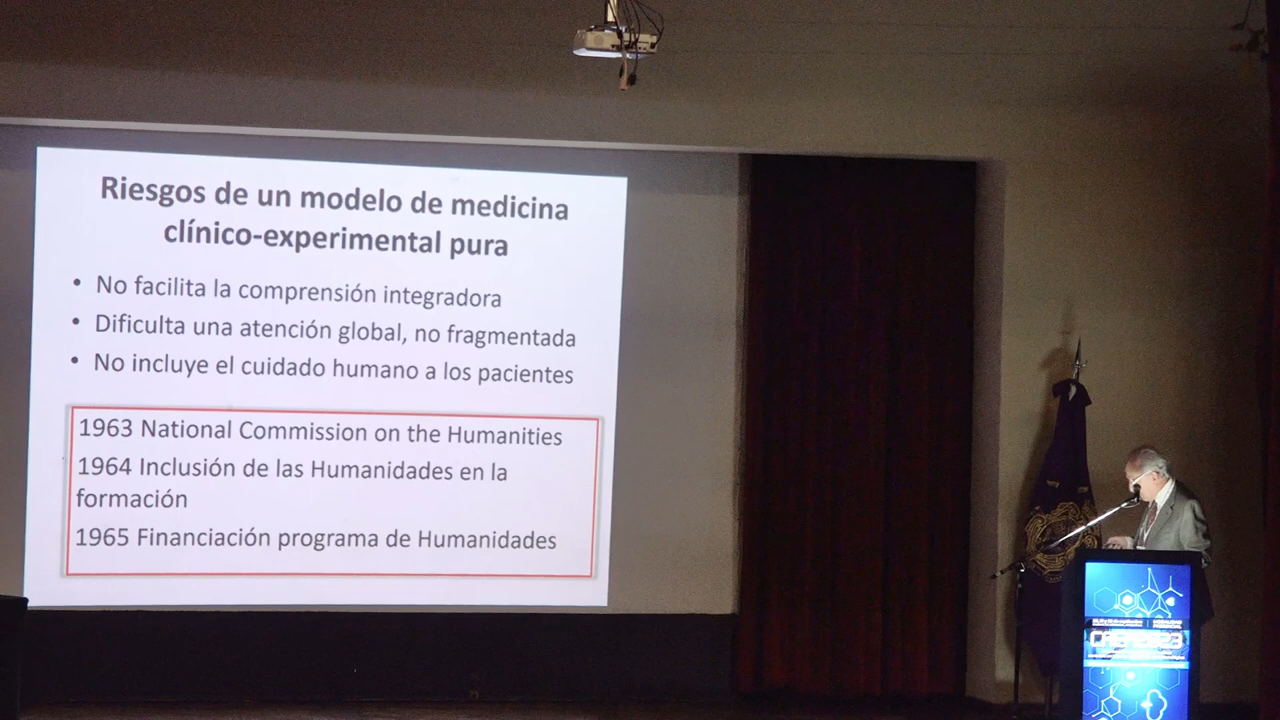 Riesgos de un modelo de medicina
clínico-experimental pura
• No facilita la comprensión integradora
• Dificulta una atención global, no fragmentada
• No incluye el cuidado humano a los pacientes
1963 National Commission on the Humanities
1964 Inclusión de las Humanidades en la
formación
1965 Financiación programa de Humanidades